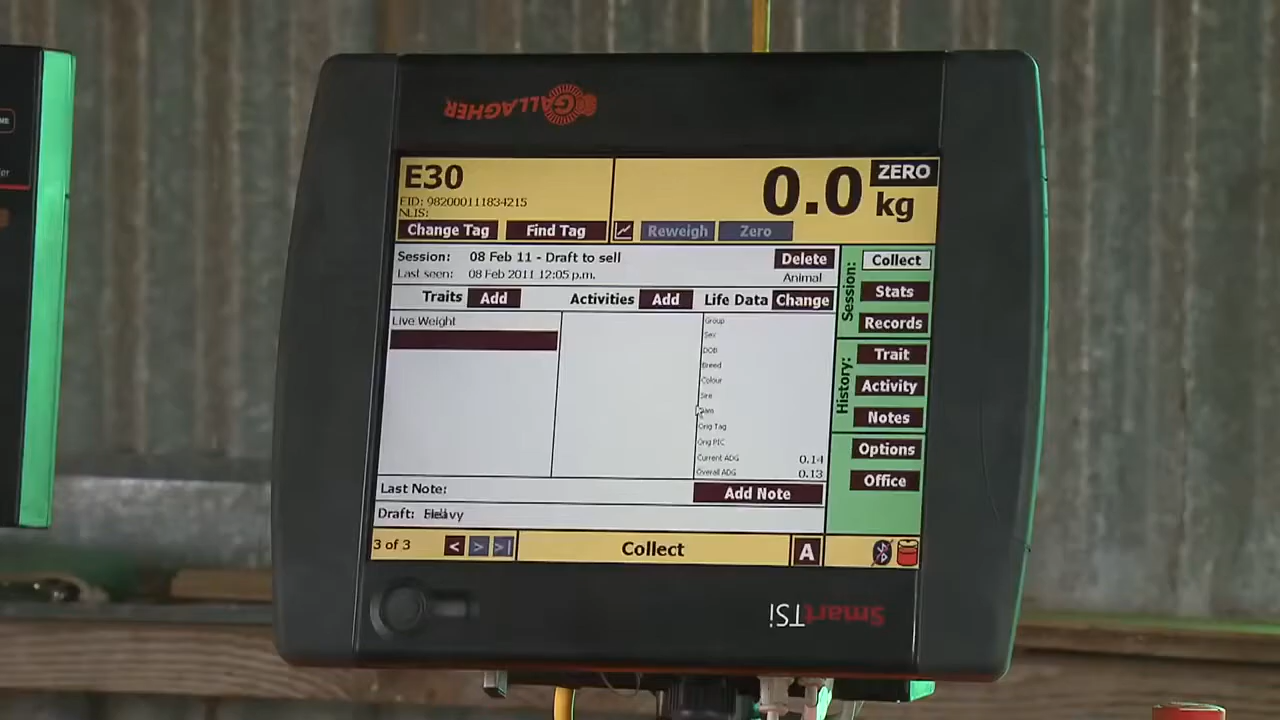 GALLAGHER
E30
0.0 kg
ZERO
EID: 982000111834215
NLIS:
Change Tag
Find Tag
Reweigh
Zero
Session: 08 Feb 11 - Draft to sell
Delete
Last seen: 08 Feb 2011 12:05 p.m.
Animal
Traits
Add
Activities
Add
Life Data
Change
Live Weight
Group
Sex
DOB
Breed
Colour
Sire
Dam
Orig Tag
Orig PIC
Current ADG 0.14
Overall ADG 0.13
Session:
Collect
Stats
Records
History:
Trait
Activity
Notes
Options
Office
Last Note:
Add Note
Draft:
3 of 3
<
>
>|
Collect
A
SmartTSi